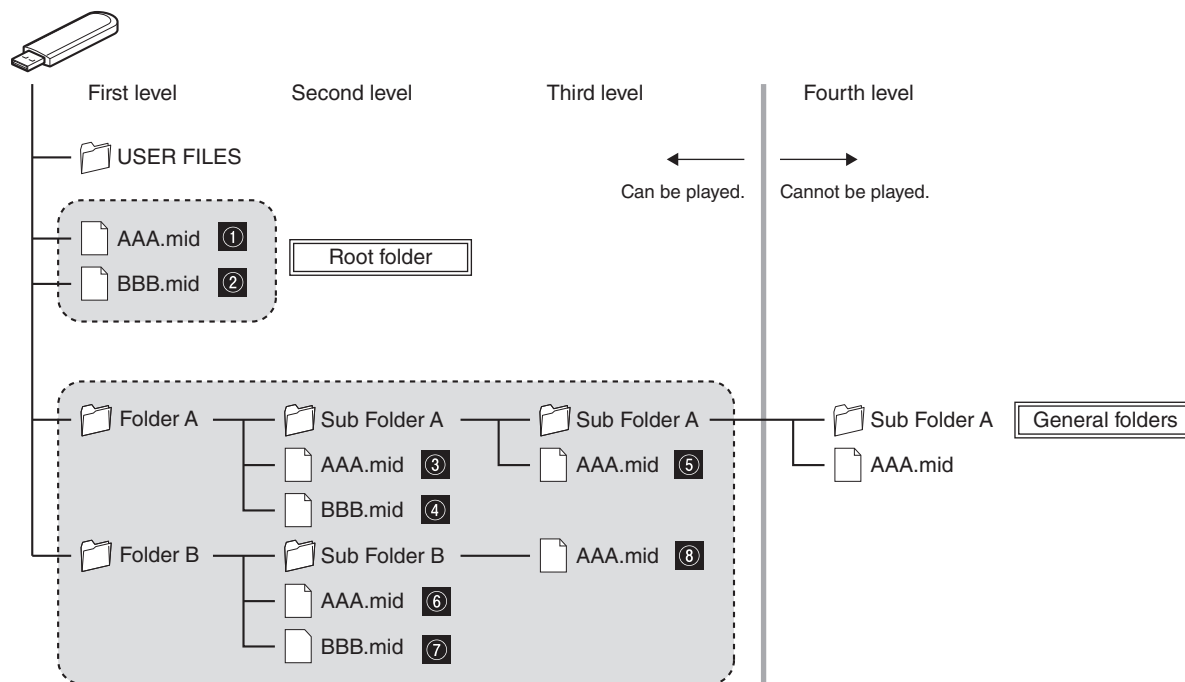 First level Second level Third level Fourth level
USER FILES
Can be played. Cannot be played.
AAA.mid ①
Root folder
BBB.mid ②
Folder A Sub Folder A Sub Folder A Sub Folder A General folders
AAA.mid ③ AAA.mid ⑤ AAA.mid
BBB.mid ④
Folder B Sub Folder B AAA.mid ⑧
AAA.mid ⑥
BBB.mid ⑦